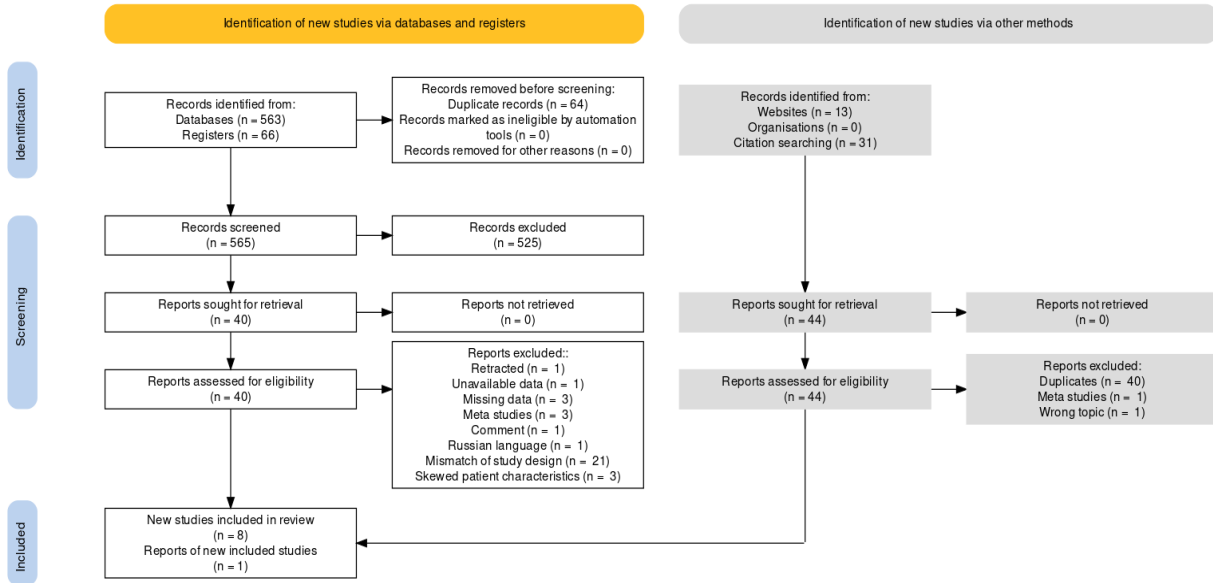 Identification of new studies via databases and registers
Identification of new studies via other methods
Identification
Records identified from:
Databases (n = 563)
Registers (n = 66)
Records removed before screening:
Duplicate records (n = 64)
Records marked as ineligible by automation
tools (n = 0)
Records removed for other reasons (n = 0)
Records identified from:
Websites (n = 13)
Organisations (n = 0)
Citation searching (n = 31)
Screening
Records screened
(n = 565)
Records excluded
(n = 525)
Reports sought for retrieval
(n = 40)
Reports not retrieved
(n = 0)
Reports sought for retrieval
(n = 44)
Reports not retrieved
(n = 0)
Reports assessed for eligibility
(n = 40)
Reports excluded::
Retracted (n = 1)
Unavailable data (n = 1)
Missing data (n = 3)
Meta studies (n = 3)
Comment (n = 1)
Russian language (n = 1)
Mismatch of study design (n = 21)
Skewed patient characteristics (n = 3)
Reports assessed for eligibility
(n = 44)
Reports excluded:
Duplicates (n = 40)
Meta studies (n = 1)
Wrong topic (n = 1)
Included
New studies included in review
(n = 8)
Reports of new included studies
(n = 1)